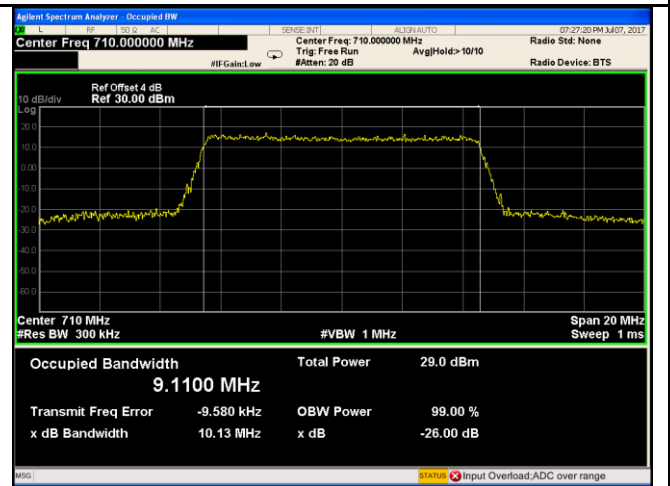 Agilent Spectrum Analyzer - Occupied BW
L RF 50 Ω AC SENSE:INT ALIGN AUTO 07:27:20 PM Jul 07, 2017
Center Freq 710.000000 MHz Center Freq: 710.000000 MHz Radio Std: None
Trig: Free Run Avg|Hold:> 10/10
#IFGain:Low #Atten: 20 dB Radio Device: BTS
Ref Offset 4 dB
10 dB/div Ref 30.00 dBm
Log
20.0
10.0
0.00
-10.0
-20.0
-30.0
-40.0
-50.0
-60.0
Center 710 MHz Span 20 MHz
#Res BW 300 kHz #VBW 1 MHz Sweep 1 ms
Occupied Bandwidth Total Power 29.0 dBm
9.1100 MHz
Transmit Freq Error -9.580 kHz OBW Power 99.00 %
x dB Bandwidth 10.13 MHz x dB -26.00 dB
MSG STATUS Input Overload;ADC over range